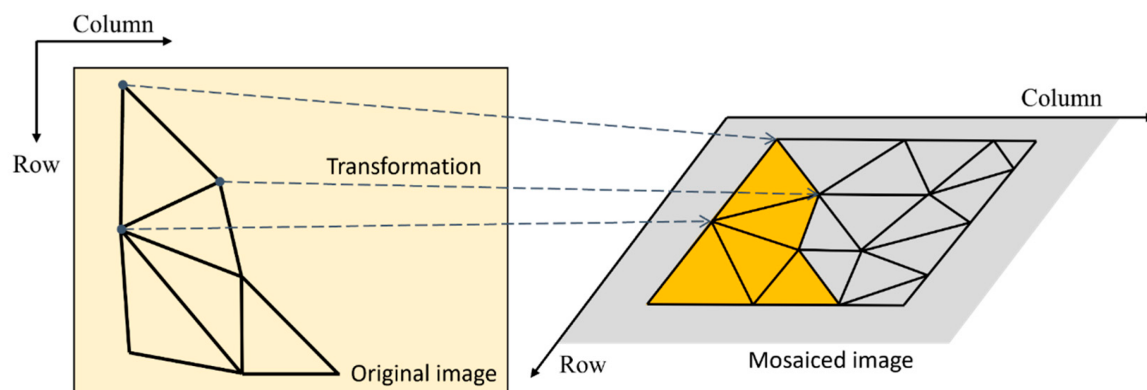 Column
Row
Transformation
Original image
Column
Row
Mosaiced image